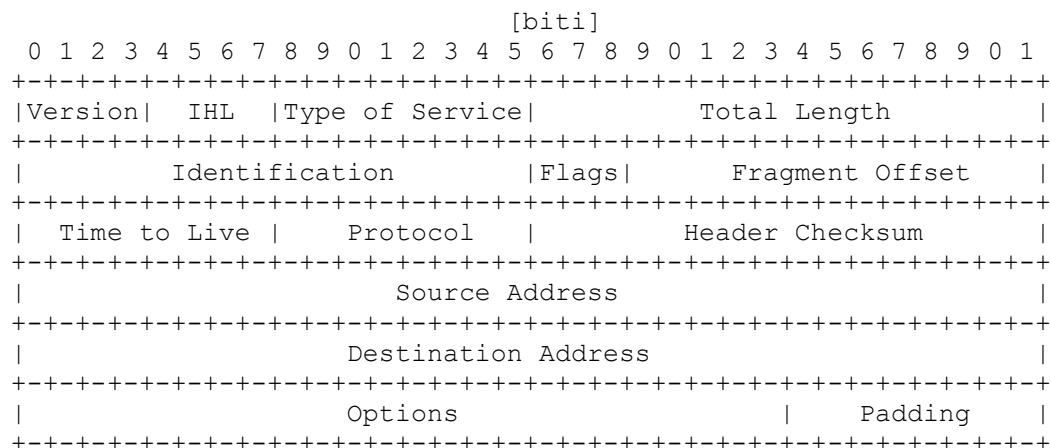 [biti]
0 1 2 3 4 5 6 7 8 9 0 1 2 3 4 5 6 7 8 9 0 1 2 3 4 5 6 7 8 9 0 1
+-+-+-+-+-+-+-+-+-+-+-+-+-+-+-+-+-+-+-+-+-+-+-+-+-+-+-+-+-+-+-+-+
|Version|  IHL  |Type of Service|          Total Length         |
+-+-+-+-+-+-+-+-+-+-+-+-+-+-+-+-+-+-+-+-+-+-+-+-+-+-+-+-+-+-+-+-+
|         Identification        |Flags|      Fragment Offset    |
+-+-+-+-+-+-+-+-+-+-+-+-+-+-+-+-+-+-+-+-+-+-+-+-+-+-+-+-+-+-+-+-+
|  Time to Live |    Protocol   |         Header Checksum       |
+-+-+-+-+-+-+-+-+-+-+-+-+-+-+-+-+-+-+-+-+-+-+-+-+-+-+-+-+-+-+-+-+
|                       Source Address                          |
+-+-+-+-+-+-+-+-+-+-+-+-+-+-+-+-+-+-+-+-+-+-+-+-+-+-+-+-+-+-+-+-+
|                    Destination Address                        |
+-+-+-+-+-+-+-+-+-+-+-+-+-+-+-+-+-+-+-+-+-+-+-+-+-+-+-+-+-+-+-+-+
|                    Options                    |    Padding    |
+-+-+-+-+-+-+-+-+-+-+-+-+-+-+-+-+-+-+-+-+-+-+-+-+-+-+-+-+-+-+-+-+